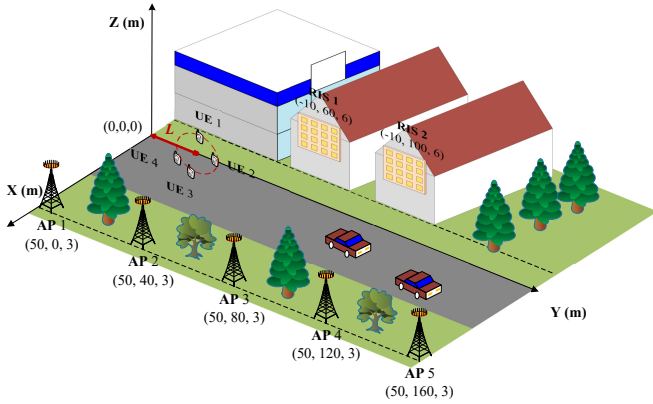 Z (m)
RIS 1
(-10, 60, 6)
RIS 2
(-10, 100, 6)
(0,0,0)
L
UE 1
UE 2
UE 4
UE 3
X (m)
AP 1
(50, 0, 3)
AP 2
(50, 40, 3)
AP 3
(50, 80, 3)
AP 4
(50, 120, 3)
AP 5
(50, 160, 3)
Y (m)